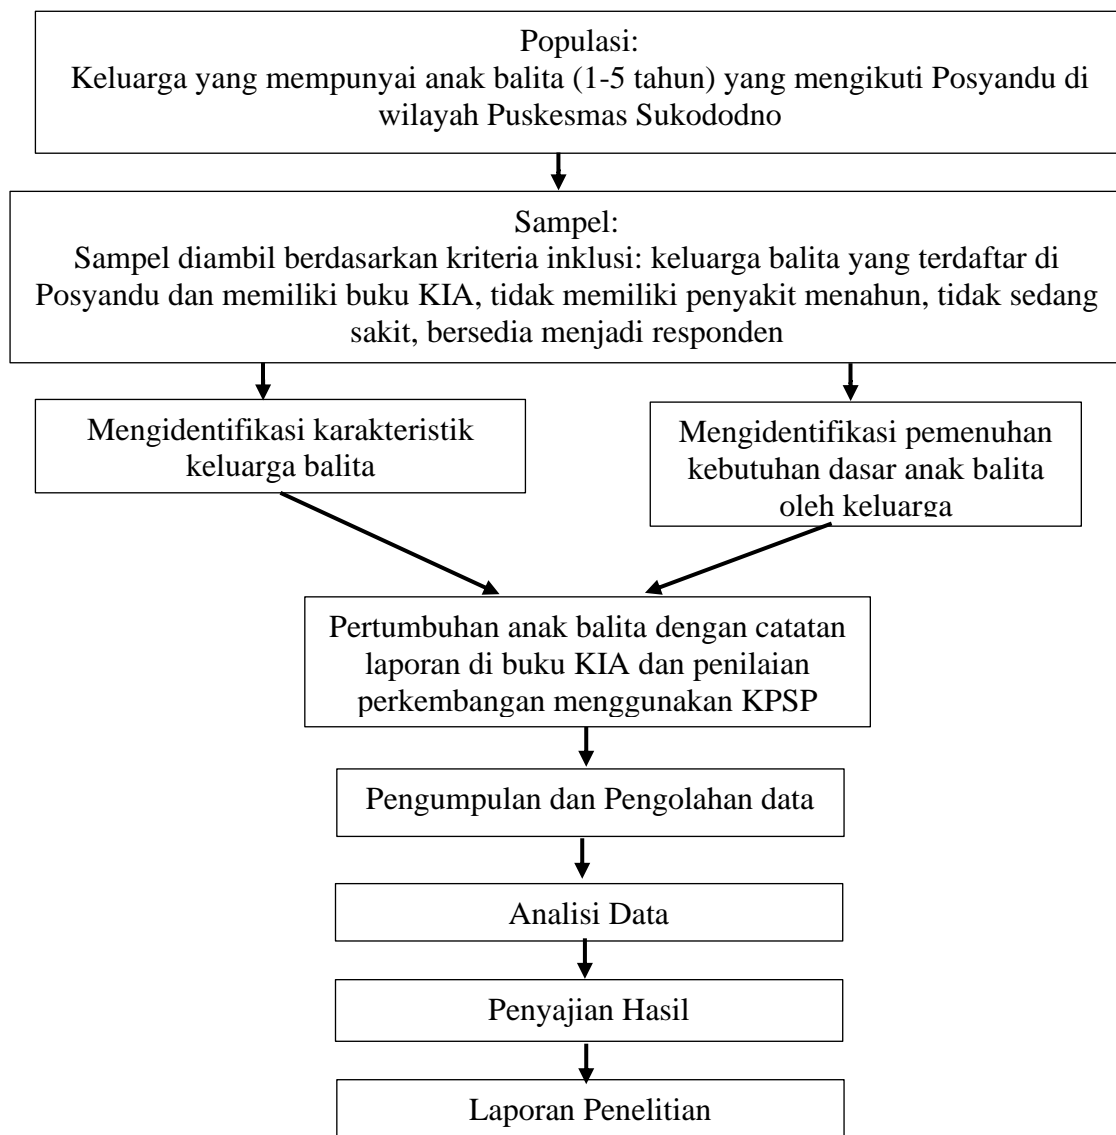 Populasi:
Keluarga yang mempunyai anak balita (1-5 tahun) yang mengikuti Posyandu di
wilayah Puskesmas Sukododno
Sampel:
Sampel diambil berdasarkan kriteria inklusi: keluarga balita yang terdaftar di
Posyandu dan memiliki buku KIA, tidak memiliki penyakit menahun, tidak sedang
sakit, bersedia menjadi responden
Mengidentifikasi karakteristik
keluarga balita
Mengidentifikasi pemenuhan
kebutuhan dasar anak balita
oleh keluarga
Pertumbuhan anak balita dengan catatan
laporan di buku KIA dan penilaian
perkembangan menggunakan KPSP
Pengumpulan dan Pengolahan data
Analisi Data
Penyajian Hasil
Laporan Penelitian